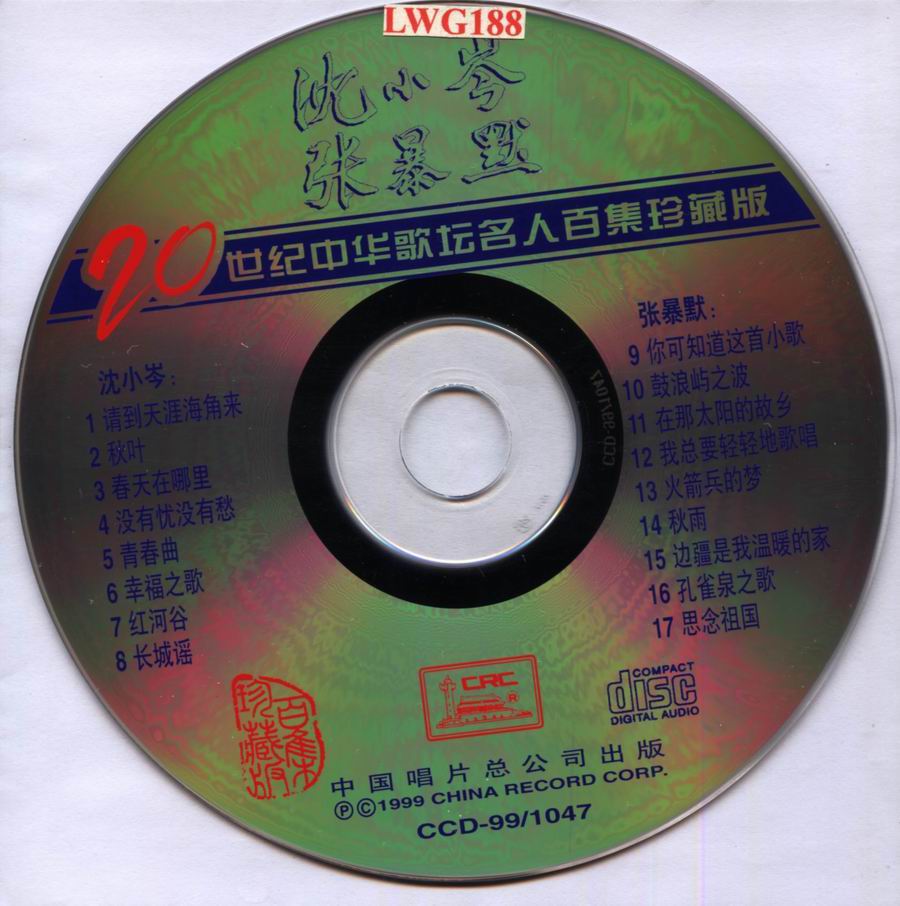 LWG188
沈小岑
张暴默
20世纪中华歌坛名人百集珍藏版
沈小岑：
1 请到天涯海角来
2 秋叶
3 春天在哪里
4 没有忧没有愁
5 青春曲
6 幸福之歌
7 红河谷
8 长城谣
张暴默：
9 你可知道这首小歌
10 鼓浪屿之波
11 在那太阳的故乡
12 我总要轻轻地歌唱
13 火箭兵的梦
14 秋雨
15 边疆是我温暖的家
16 孔雀泉之歌
17 思念祖国
百集
珍藏版
CRC
®
COMPACT
disc
DIGITAL AUDIO
中国唱片总公司出版
ⓅⒸ1999 CHINA RECORD CORP.
CCD-99/1047